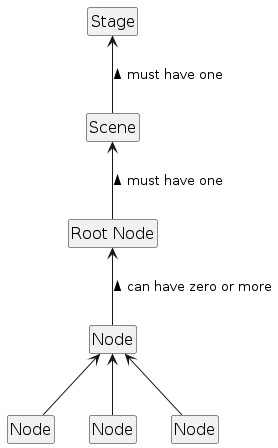 Stage
must have one
Scene
must have one
Root Node
can have zero or more
Node
Node
Node
Node